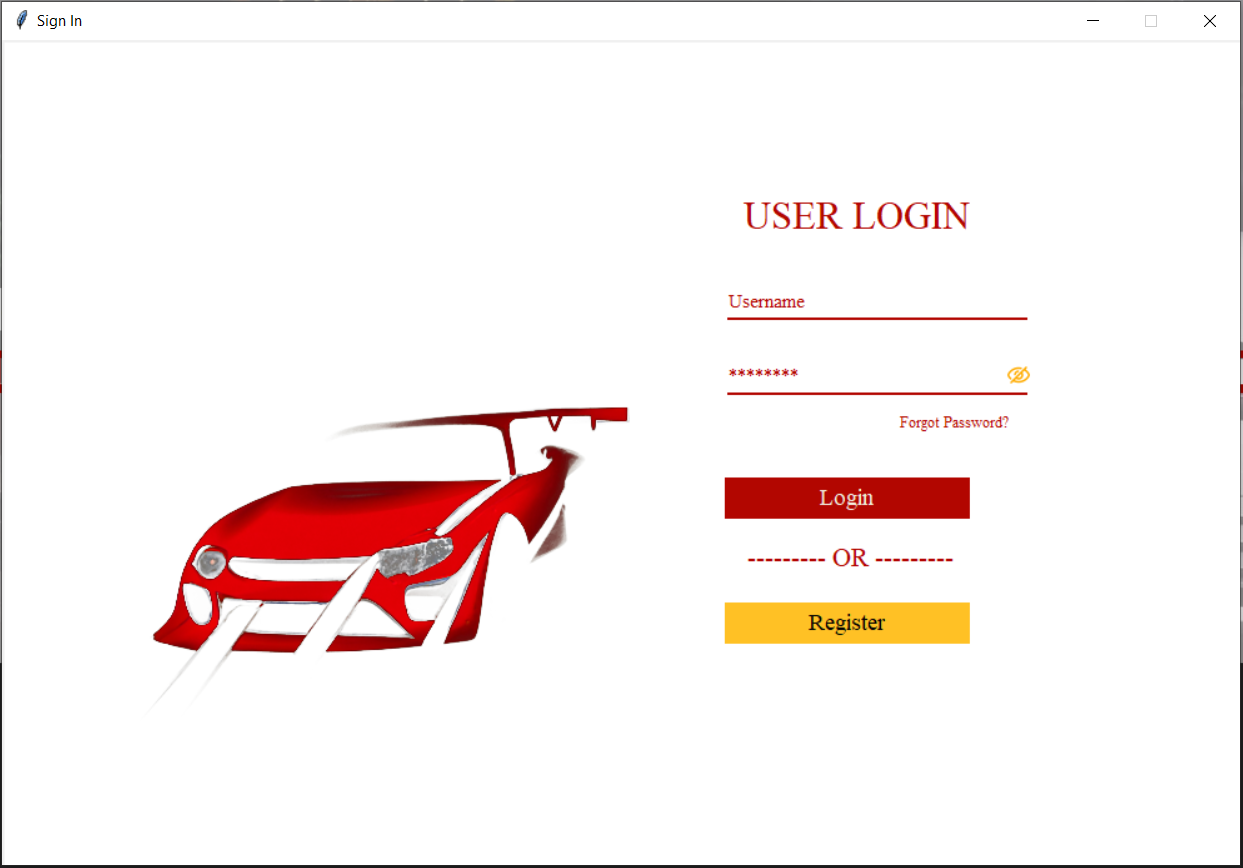 Sign In
USER LOGIN
Username
********
Forgot Password?
Login
--------- OR ---------
Register